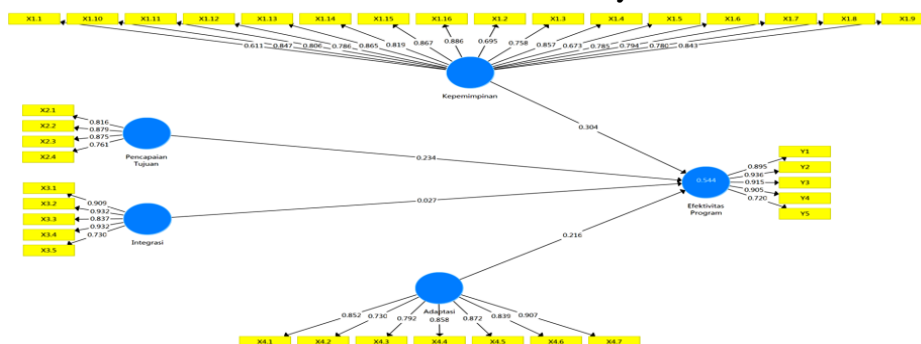 X1.1 X1.10 X1.11 X1.12 X1.13 X1.14 X1.15 X1.16 X1.2 X1.3 X1.4 X1.5 X1.6 X1.7 X1.8 X1.9
0.611 0.847 0.806 0.786 0.865 0.819 0.867 0.886 0.695 0.758 0.857 0.673 0.785 0.794 0.780 0.843
Kepemimpinan
0.304
X2.1
X2.2
X2.3
X2.4
0.816
0.879
0.875
0.761
Pencapaian
Tujuan
0.234
X3.1
X3.2
X3.3
X3.4
X3.5
0.909
0.932
0.837
0.932
0.730
Integrasi
0.027
0.544
Efektivitas
Program
0.895
0.936
0.915
0.905
0.720
Y1
Y2
Y3
Y4
Y5
0.216
Adaptasi
0.852 0.730 0.792 0.858 0.872 0.839 0.907
X4.1 X4.2 X4.3 X4.4 X4.5 X4.6 X4.7